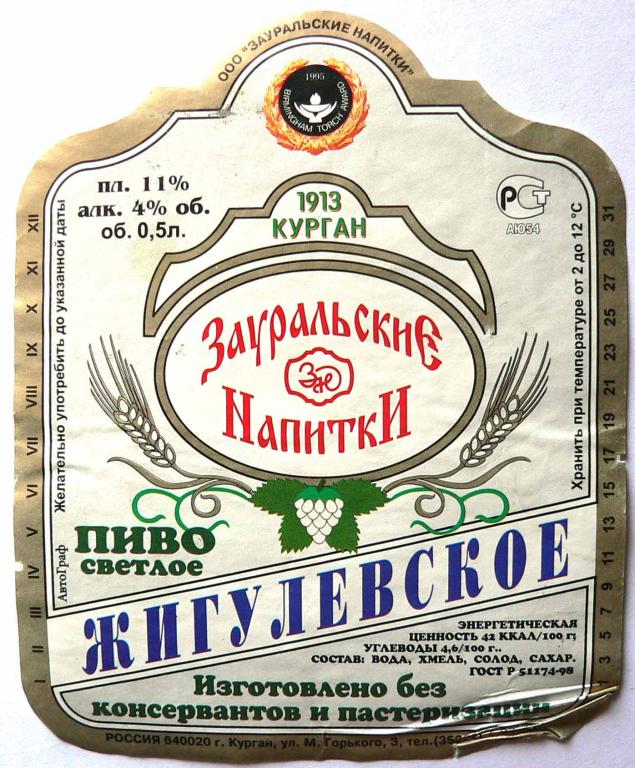 ООО "ЗАУРАЛЬСКИЕ НАПИТКИ"
1995
BIRMINGHAM TORCH AWARD
пл. 11%
алк. 4% об.
об. 0,5л.
1913
КУРГАН
РСТ
АЮ54
Зауральские
Напитки
Желательно употребить до указанной даты
Хранить при температуре от 2 до 12 °С
I II III IV V VI VII VIII IX X XI XII
1 3 5 7 9 11 13 15 17 19 21 23 25 27 29 31
АвтоГраф
ПИВО
светлое
ЖИГУЛЕВСКОЕ
ЭНЕРГЕТИЧЕСКАЯ
ЦЕННОСТЬ 42 ККАЛ/100 г;
УГЛЕВОДЫ 4,6/100 г..
СОСТАВ: ВОДА, ХМЕЛЬ, СОЛОД, САХАР.
ГОСТ Р 51174-98
Изготовлено без
консервантов и пастеризации
РОССИЯ 640020 г. Курган, ул. М. Горького, 3, тел.